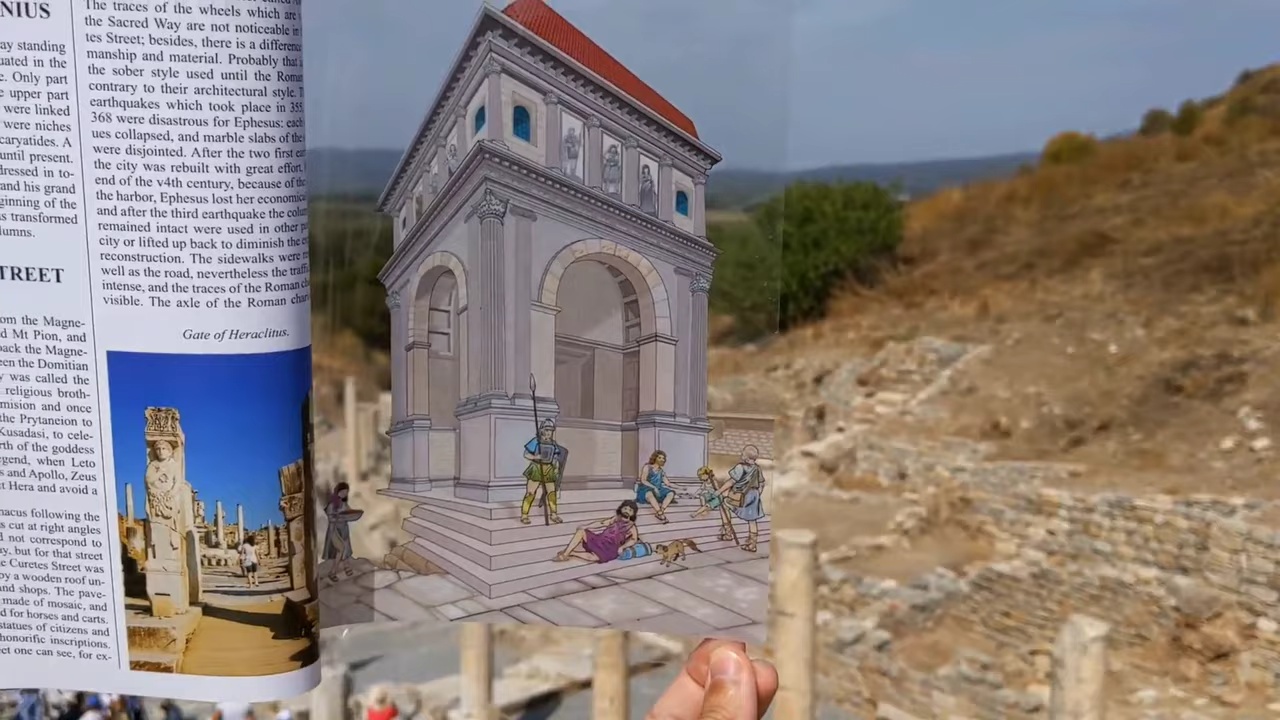 NIUS
ay standing
uated in the
e. Only part
e upper part
were linked
were niches
caryatides. A
until present.
dressed in to-
and his grand
ginning of the
s transformed
lumns.
TREET
om the Magne-
d Mt Pion, and
back the Magne-
een the Domitian
y was called the
religious broth-
mision and once
the Prytaneion to
Kusadasi, to cele-
rth of the goddess
egend, when Leto
s and Apollo, Zeus
t Hera and avoid a
nacus following the
s cut at right angles
d not correspond to
ay, but for that street
e Curetes Street was
by a wooden roof un-
nd shops. The pave-
made of mosaic, and
d for horses and carts.
statues of citizens and
honorific inscriptions.
eet one can see, for ex-
The traces of the wheels which are
the Sacred Way are not noticeable in
tes Street; besides, there is a differenc
manship and material. Probably that
the sober style used until the Roma
contrary to their architectural style. T
earthquakes which took place in 355,
368 were disastrous for Ephesus: each
ues collapsed, and marble slabs of the
were disjointed. After the two first ear
the city was rebuilt with great effort.
end of the v4th century, because of the
the harbor, Ephesus lost her economic
and after the third earthquake the colum
remained intact were used in other p
city or lifted up back to diminish the c
reconstruction. The sidewalks were r
well as the road, nevertheless the traff
intense, and the traces of the Roman c
visible. The axle of the Roman char
Gate of Heraclitus.